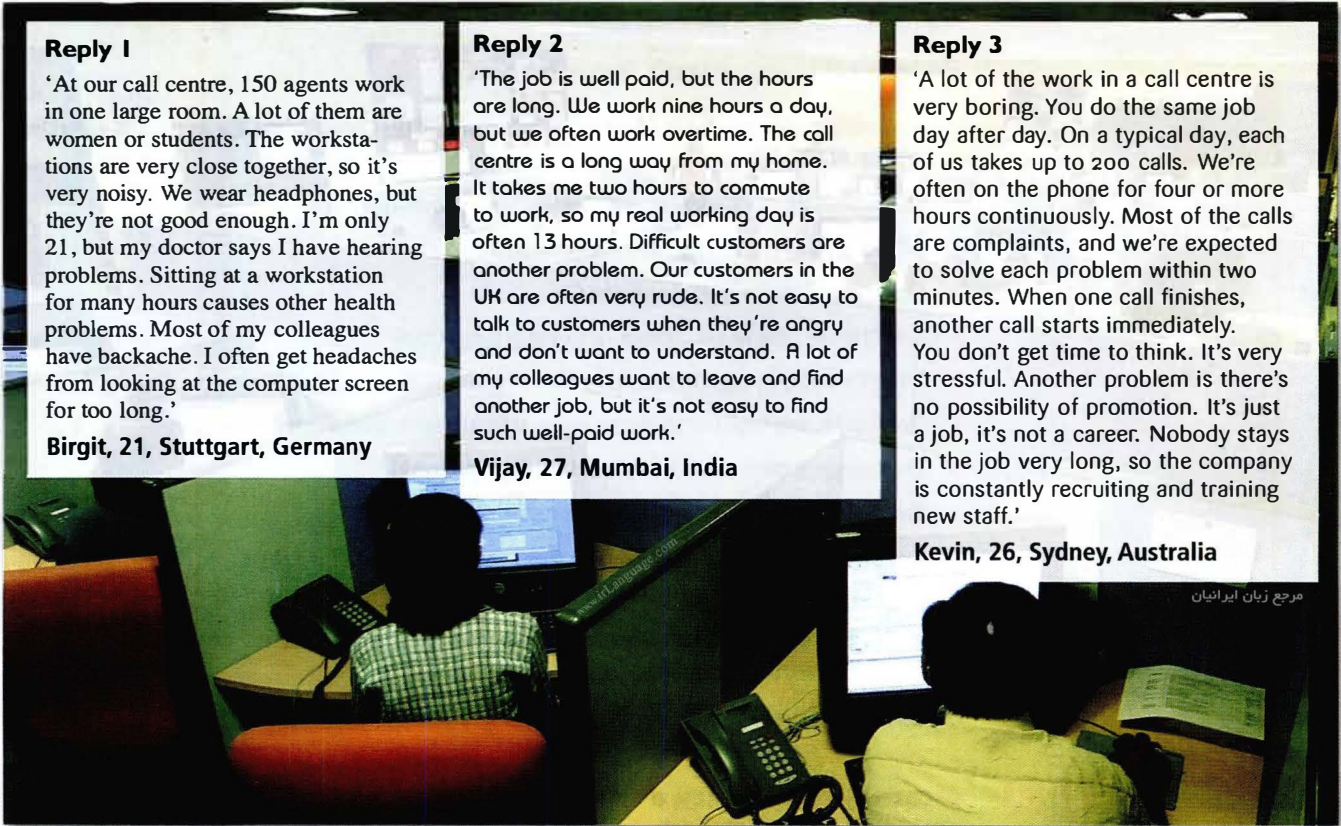 Reply 1
'At our call centre, 150 agents work
in one large room. A lot of them are
women or students. The worksta-
tions are very close together, so it's
very noisy. We wear headphones, but
they're not good enough. I'm only
21, but my doctor says I have hearing
problems. Sitting at a workstation
for many hours causes other health
problems. Most of my colleagues
have backache. I often get headaches
from looking at the computer screen
for too long.'
Birgit, 21, Stuttgart, Germany
Reply 2
'The job is well paid, but the hours
are long. We work nine hours a day,
but we often work overtime. The call
centre is a long way from my home.
It takes me two hours to commute
to work, so my real working day is
often 13 hours. Difficult customers are
another problem. Our customers in the
UK are often very rude. It's not easy to
talk to customers when they're angry
and don't want to understand. A lot of
my colleagues want to leave and find
another job, but it's not easy to find
such well-paid work.'
Vijay, 27, Mumbai, India
Reply 3
'A lot of the work in a call centre is
very boring. You do the same job
day after day. On a typical day, each
of us takes up to 200 calls. We're
often on the phone for four or more
hours continuously. Most of the calls
are complaints, and we're expected
to solve each problem within two
minutes. When one call finishes,
another call starts immediately.
You don't get time to think. It's very
stressful. Another problem is there's
no possibility of promotion. It's just
a job, it's not a career. Nobody stays
in the job very long, so the company
is constantly recruiting and training
new staff.'
Kevin, 26, Sydney, Australia
www.irLanguage.com
مرجع زبان ایرانیان